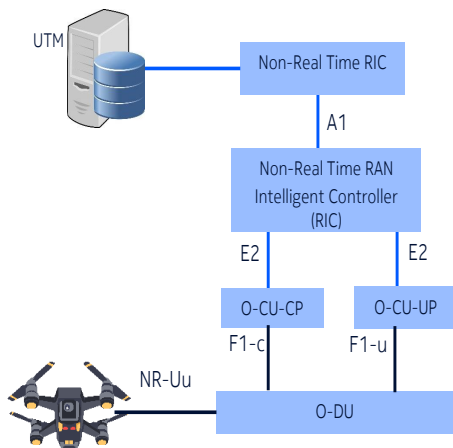 UTM
Non-Real Time RIC
A1
Non-Real Time RAN
Intelligent Controller
(RIC)
E2
E2
O-CU-CP
O-CU-UP
F1-c
F1-u
NR-Uu
O-DU